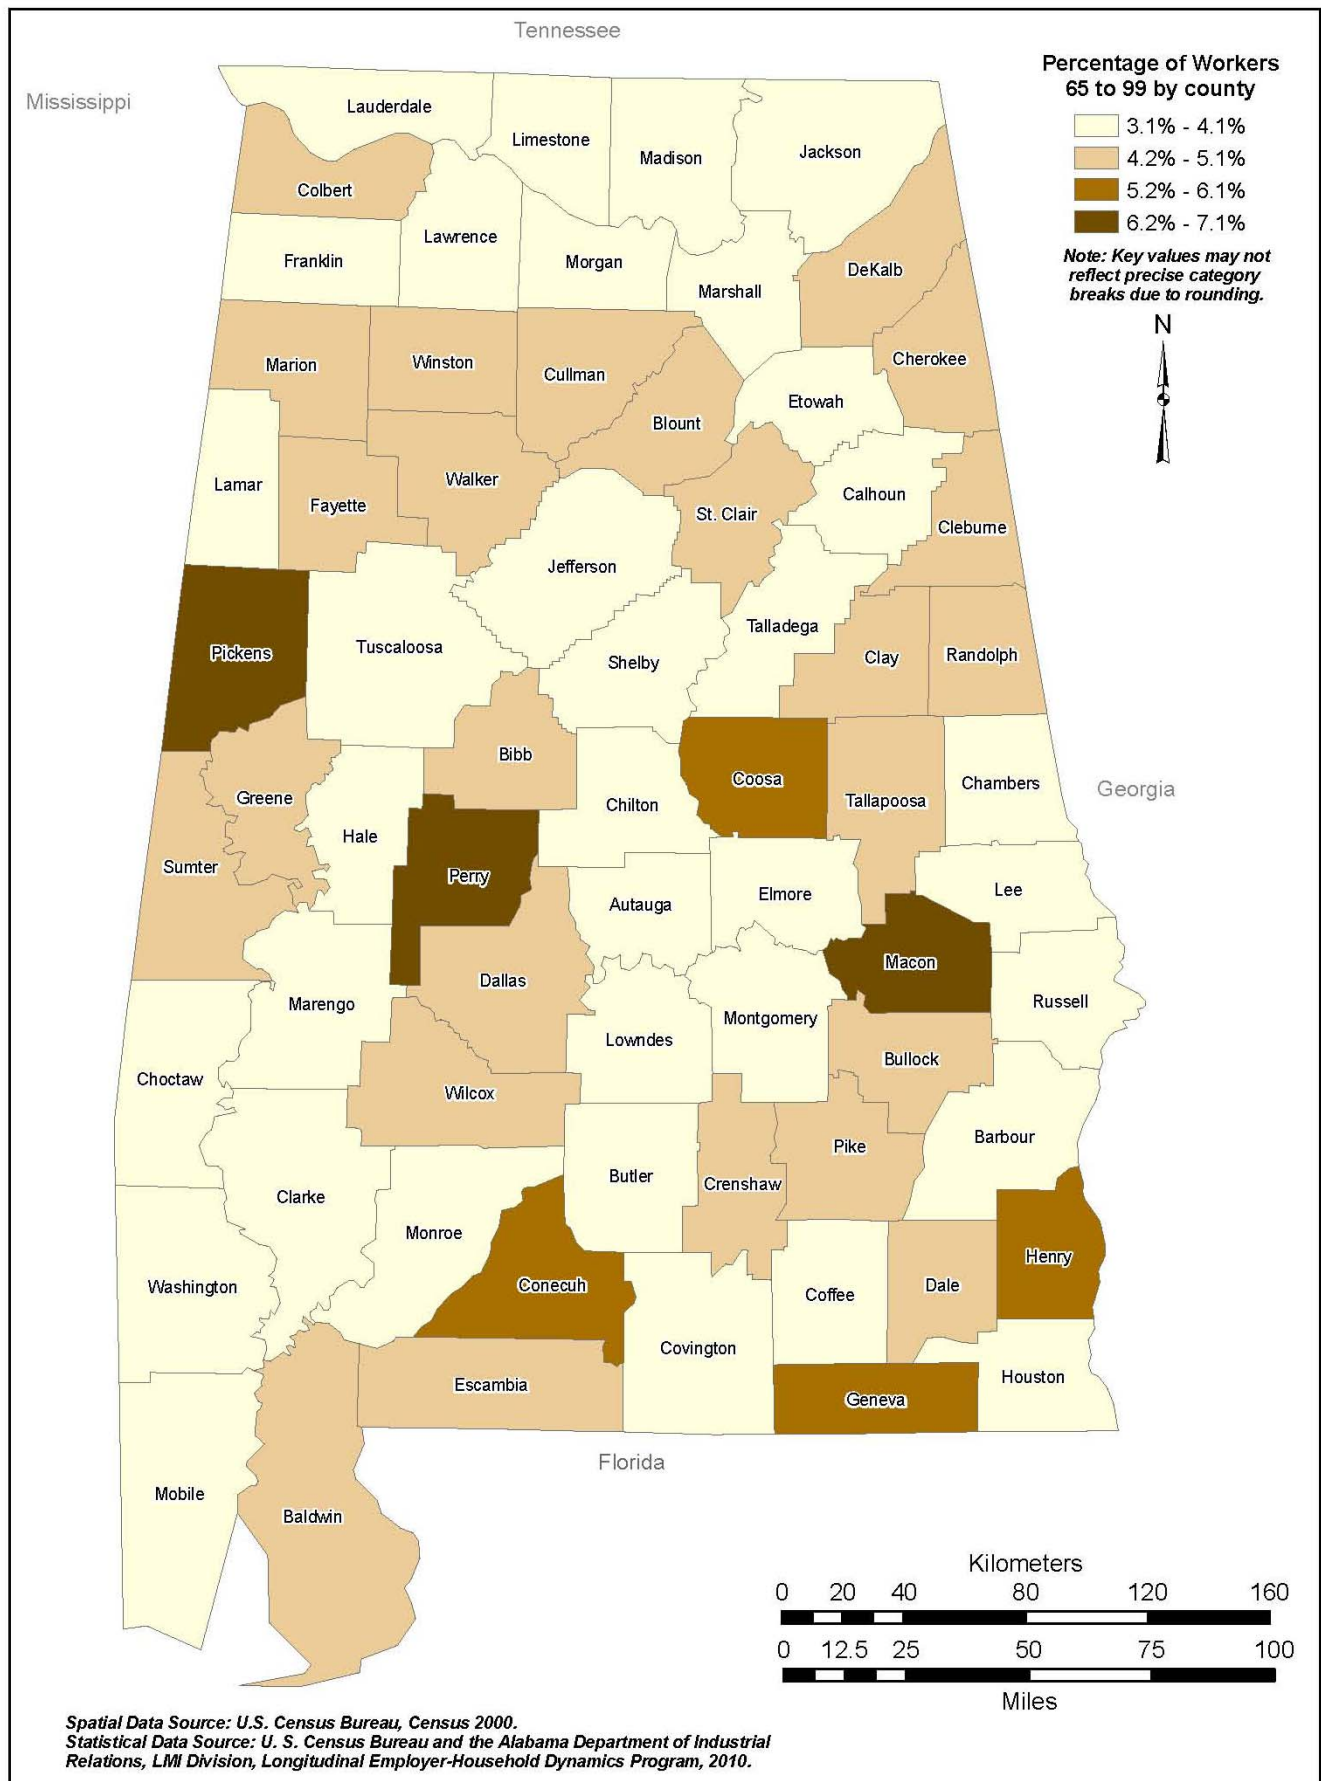 Tennessee
Mississippi
Percentage of Workers
65 to 99 by county
3.1% - 4.1%
4.2% - 5.1%
5.2% - 6.1%
6.2% - 7.1%
Note: Key values may not
reflect precise category
breaks due to rounding.
N
Lauderdale
Limestone
Madison
Jackson
Colbert
Lawrence
Franklin
Morgan
Marshall
DeKalb
Marion
Winston
Cullman
Cherokee
Etowah
Blount
Lamar
Walker
Fayette
St. Clair
Calhoun
Cleburne
Jefferson
Talladega
Pickens
Tuscaloosa
Shelby
Clay
Randolph
Bibb
Coosa
Chambers
Georgia
Greene
Chilton
Tallapoosa
Hale
Sumter
Perry
Autauga
Elmore
Lee
Dallas
Macon
Marengo
Montgomery
Russell
Lowndes
Bullock
Choctaw
Wilcox
Barbour
Pike
Clarke
Butler
Crenshaw
Monroe
Washington
Conecuh
Coffee
Dale
Henry
Covington
Escambia
Geneva
Houston
Florida
Mobile
Baldwin
Kilometers
0 20 40 80 120 160
0 12.5 25 50 75 100
Miles
Spatial Data Source: U.S. Census Bureau, Census 2000.
Statistical Data Source: U. S. Census Bureau and the Alabama Department of Industrial
Relations, LMI Division, Longitudinal Employer-Household Dynamics Program, 2010.